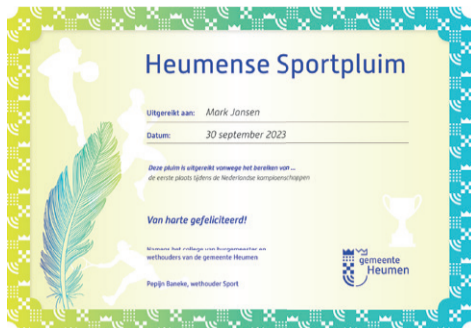 Heumense Sportpluim
Uitgereikt aan: Mark Jansen
Datum: 30 september 2023
Deze pluim is uitgereikt vanwege het bereiken van ...
de eerste plaats tijdens de Nederlandse kampioenschappen
Van harte gefeliciteerd!
Namens het college van burgemeester en
wethouders van de gemeente Heumen
Pepijn Baneke, wethouder Sport
gemeente
Heumen